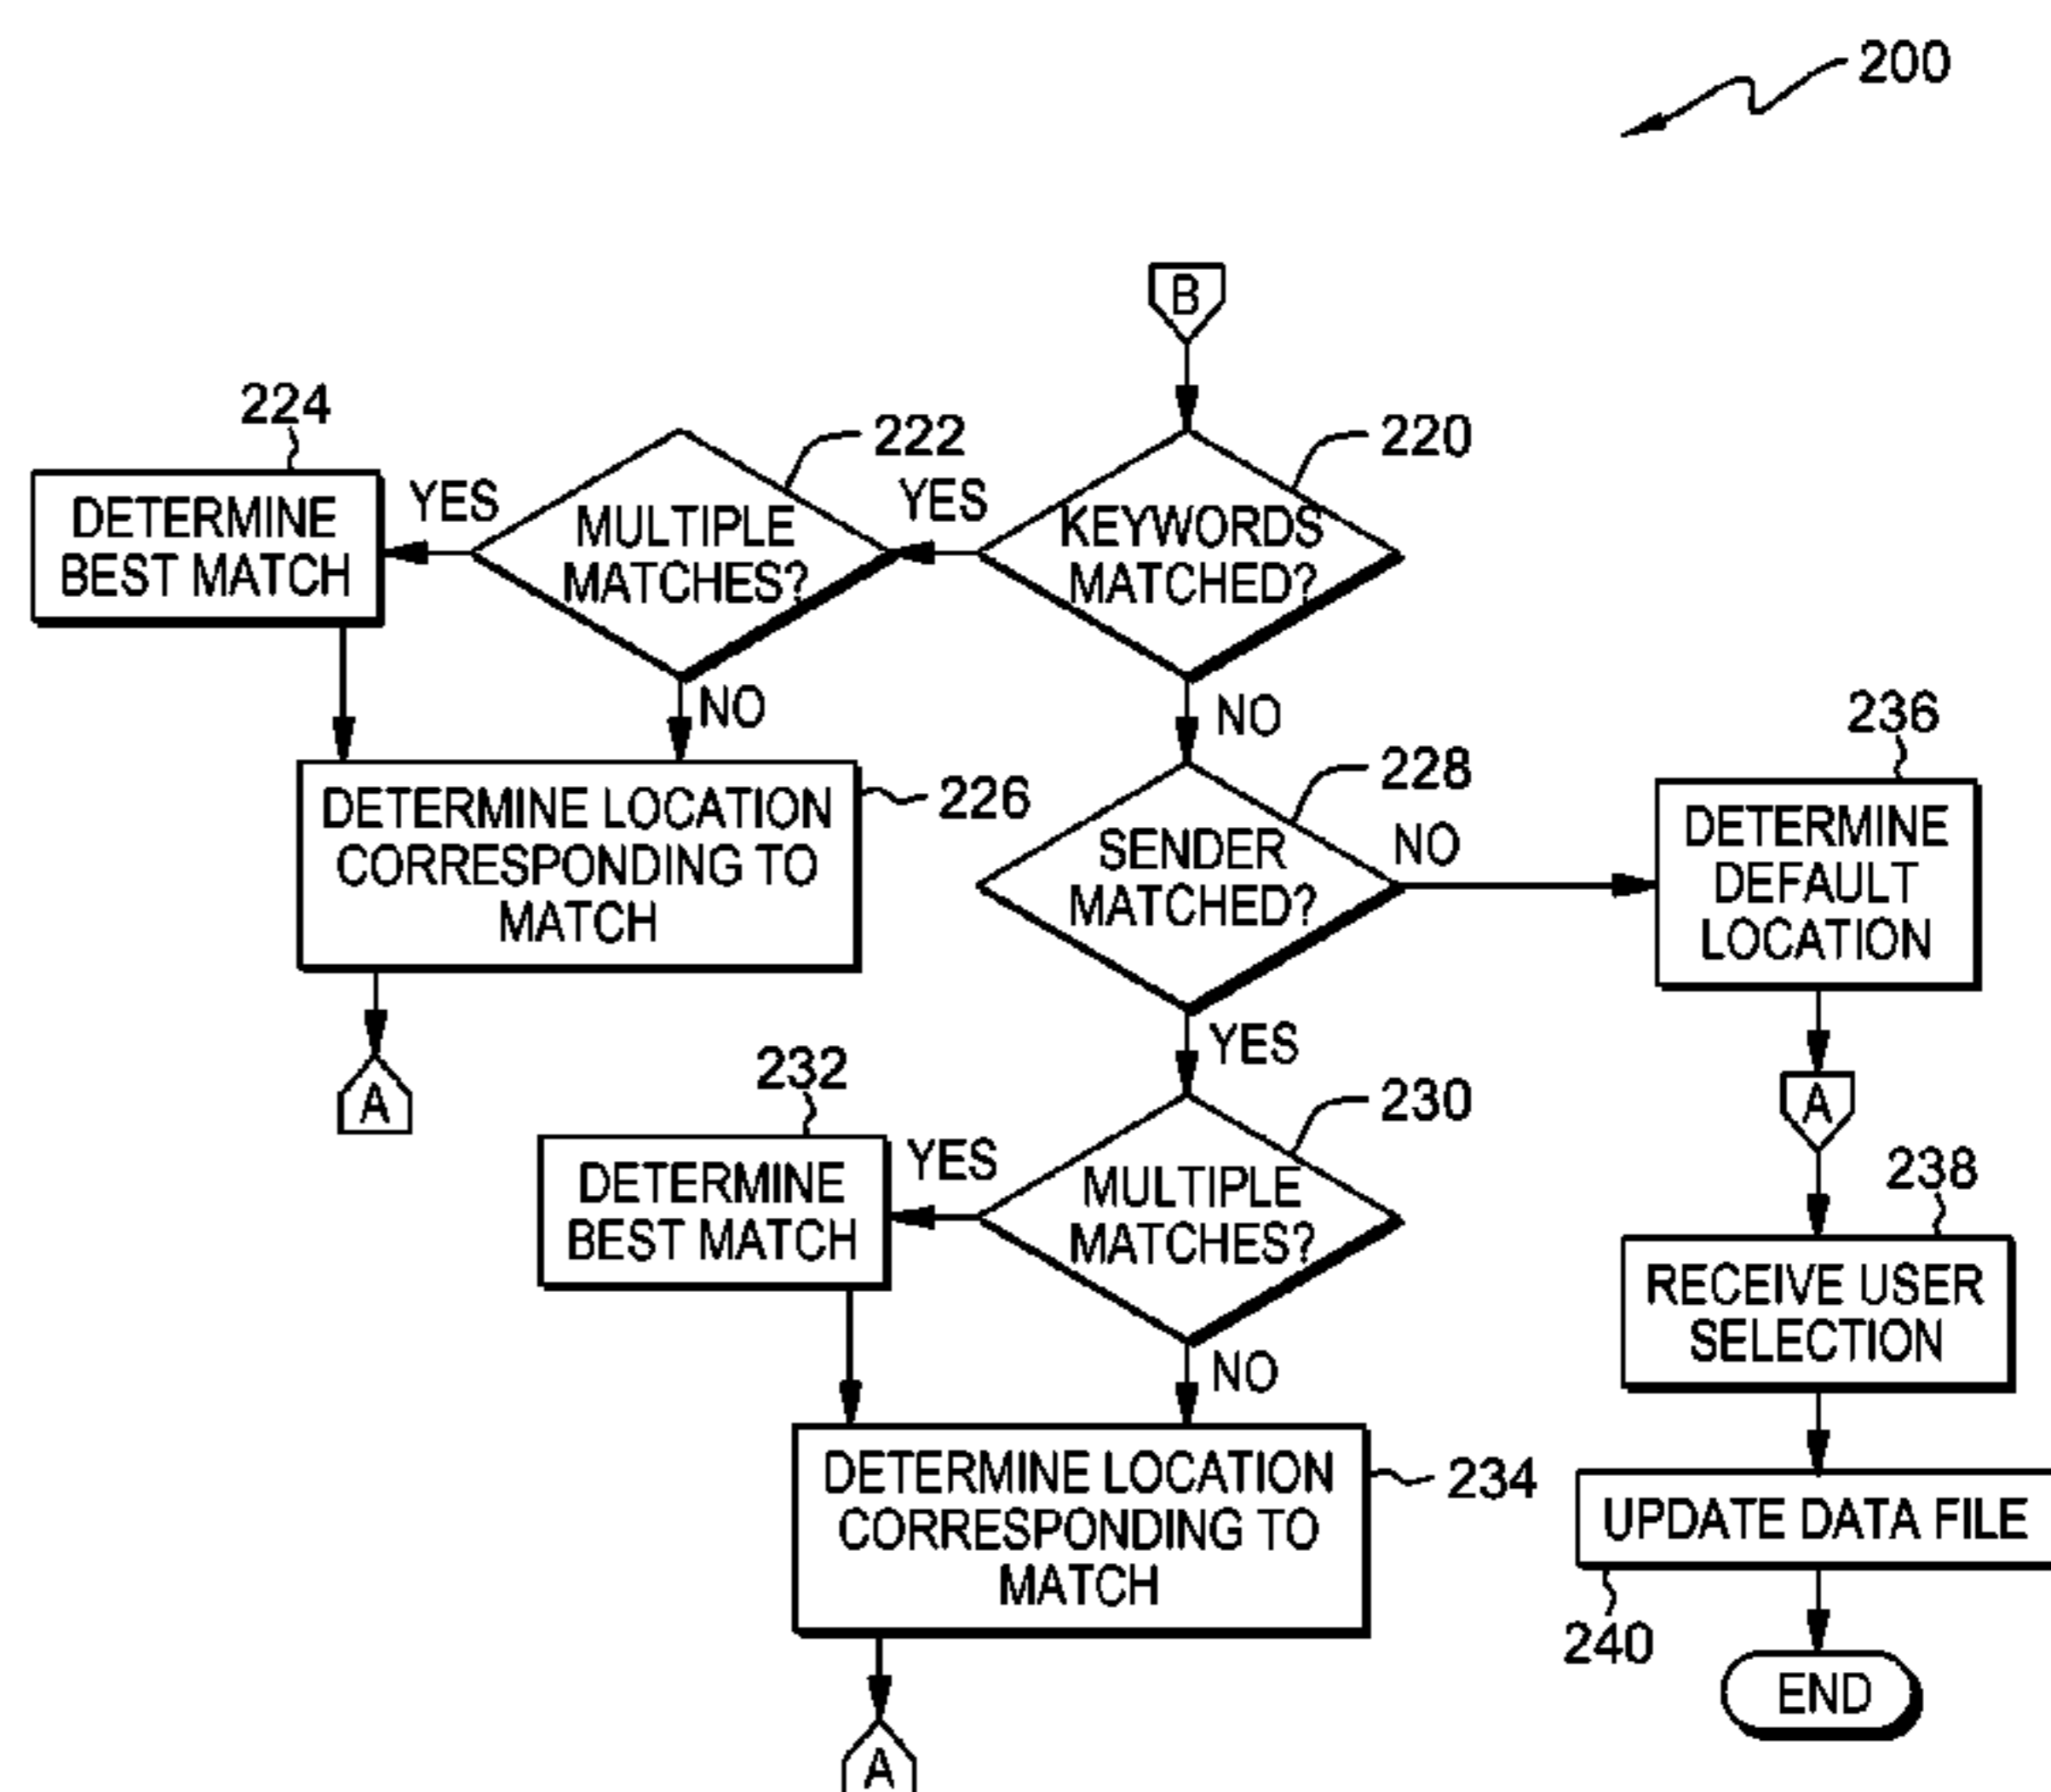 200
B
224
222
220
DETERMINE
BEST MATCH
YES
MULTIPLE
MATCHES?
YES
KEYWORDS
MATCHED?
NO
NO
226
DETERMINE LOCATION
CORRESPONDING TO
MATCH
228
SENDER
MATCHED?
NO
236
DETERMINE
DEFAULT
LOCATION
A
YES
A
232
DETERMINE
BEST MATCH
YES
230
MULTIPLE
MATCHES?
NO
238
RECEIVE USER
SELECTION
DETERMINE LOCATION
CORRESPONDING TO
MATCH
234
UPDATE DATA FILE
240
END
A